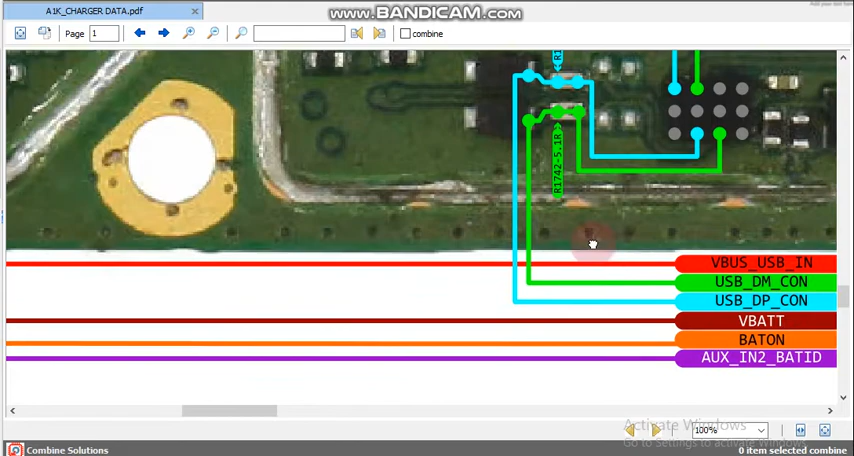 A1K_CHARGER DATA.pdf
www.BANDICAM.com
Page 1
combine
R1742-5.1R
VBUS_USB_IN
USB_DM_CON
USB_DP_CON
VBATT
BATON
AUX_IN2_BATID
Activate Windows
Go to Settings to activate Windows.
100%
Combine Solutions
0 item selected combine